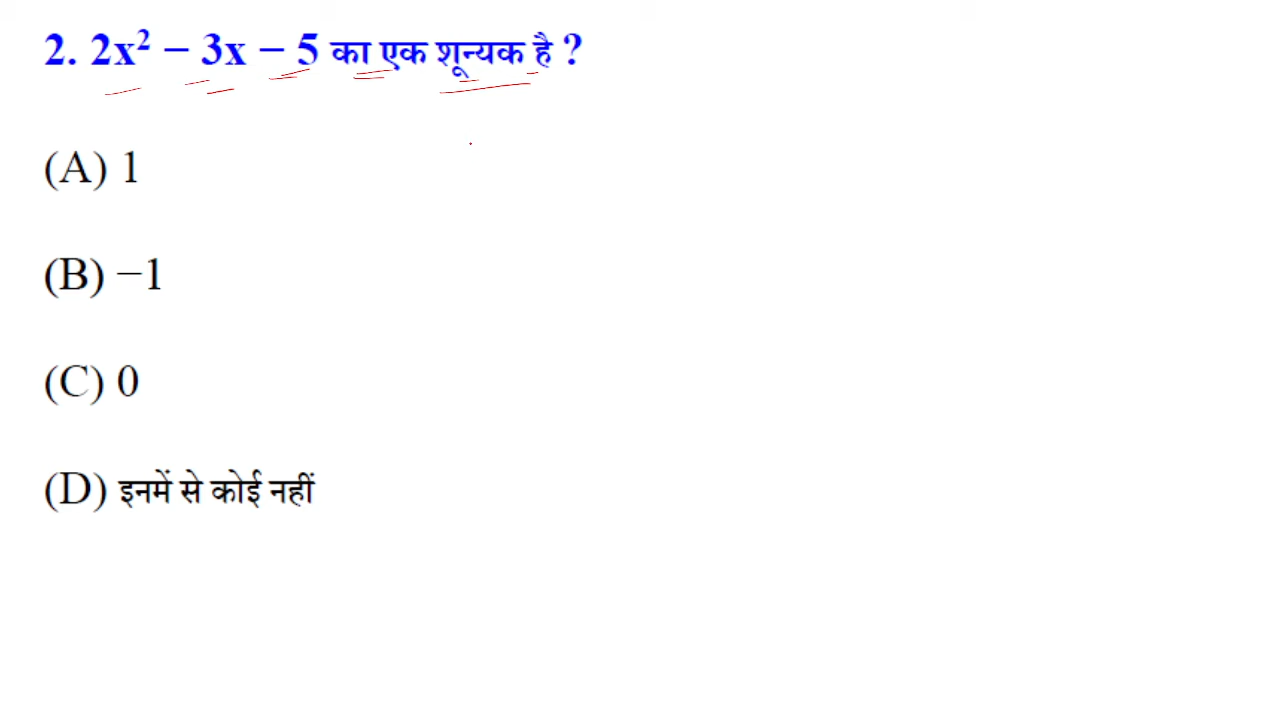 2. 2x² − 3x − 5 का एक शून्यक है ?
(A) 1
(B) −1
(C) 0
(D) इनमें से कोई नहीं